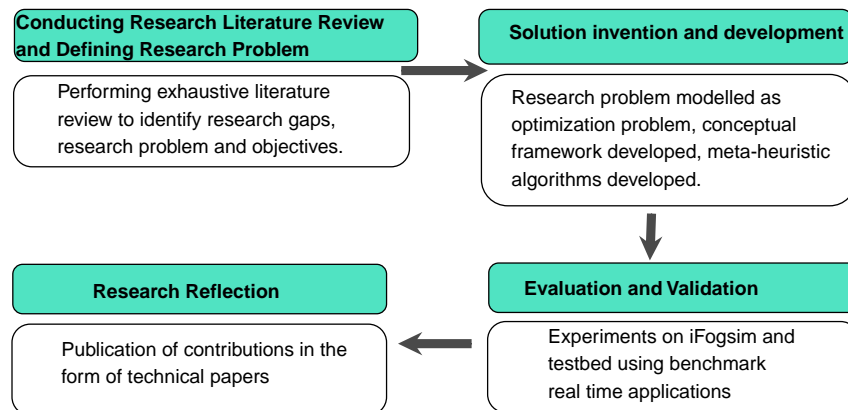 Conducting Research Literature Review
and Defining Research Problem
Performing exhaustive literature
review to identify research gaps,
research problem and objectives.
Solution invention and development
Research problem modelled as
optimization problem, conceptual
framework developed, meta-heuristic
algorithms developed.
Evaluation and Validation
Experiments on iFogsim and
testbed using benchmark
real time applications
Research Reflection
Publication of contributions in the
form of technical papers